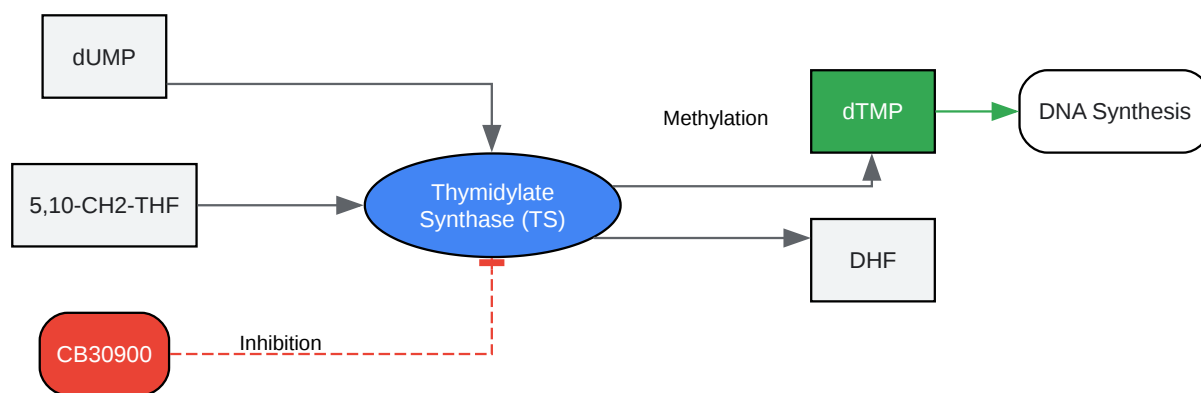 dUMP
Methylation
dTMP
DNA Synthesis
5,10-CH2-THF
Thymidylate
Synthase (TS)
DHF
CB30900
Inhibition